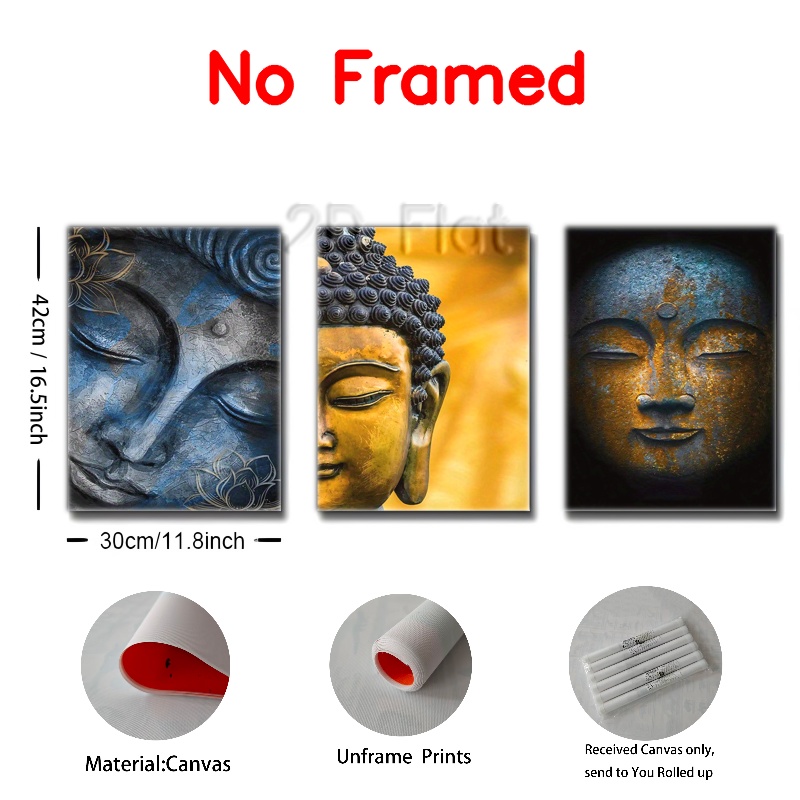 No Framed
2D Flat
42cm / 16.5inch
30cm/11.8inch
Material:Canvas
Unframe Prints
Received Canvas only,
send to You Rolled up